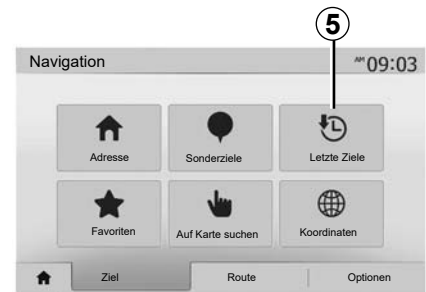 5
Navigation AM 09:03
Adresse Sonderziele Letzte Ziele
Favoriten Auf Karte suchen Koordinaten
Ziel Route Optionen